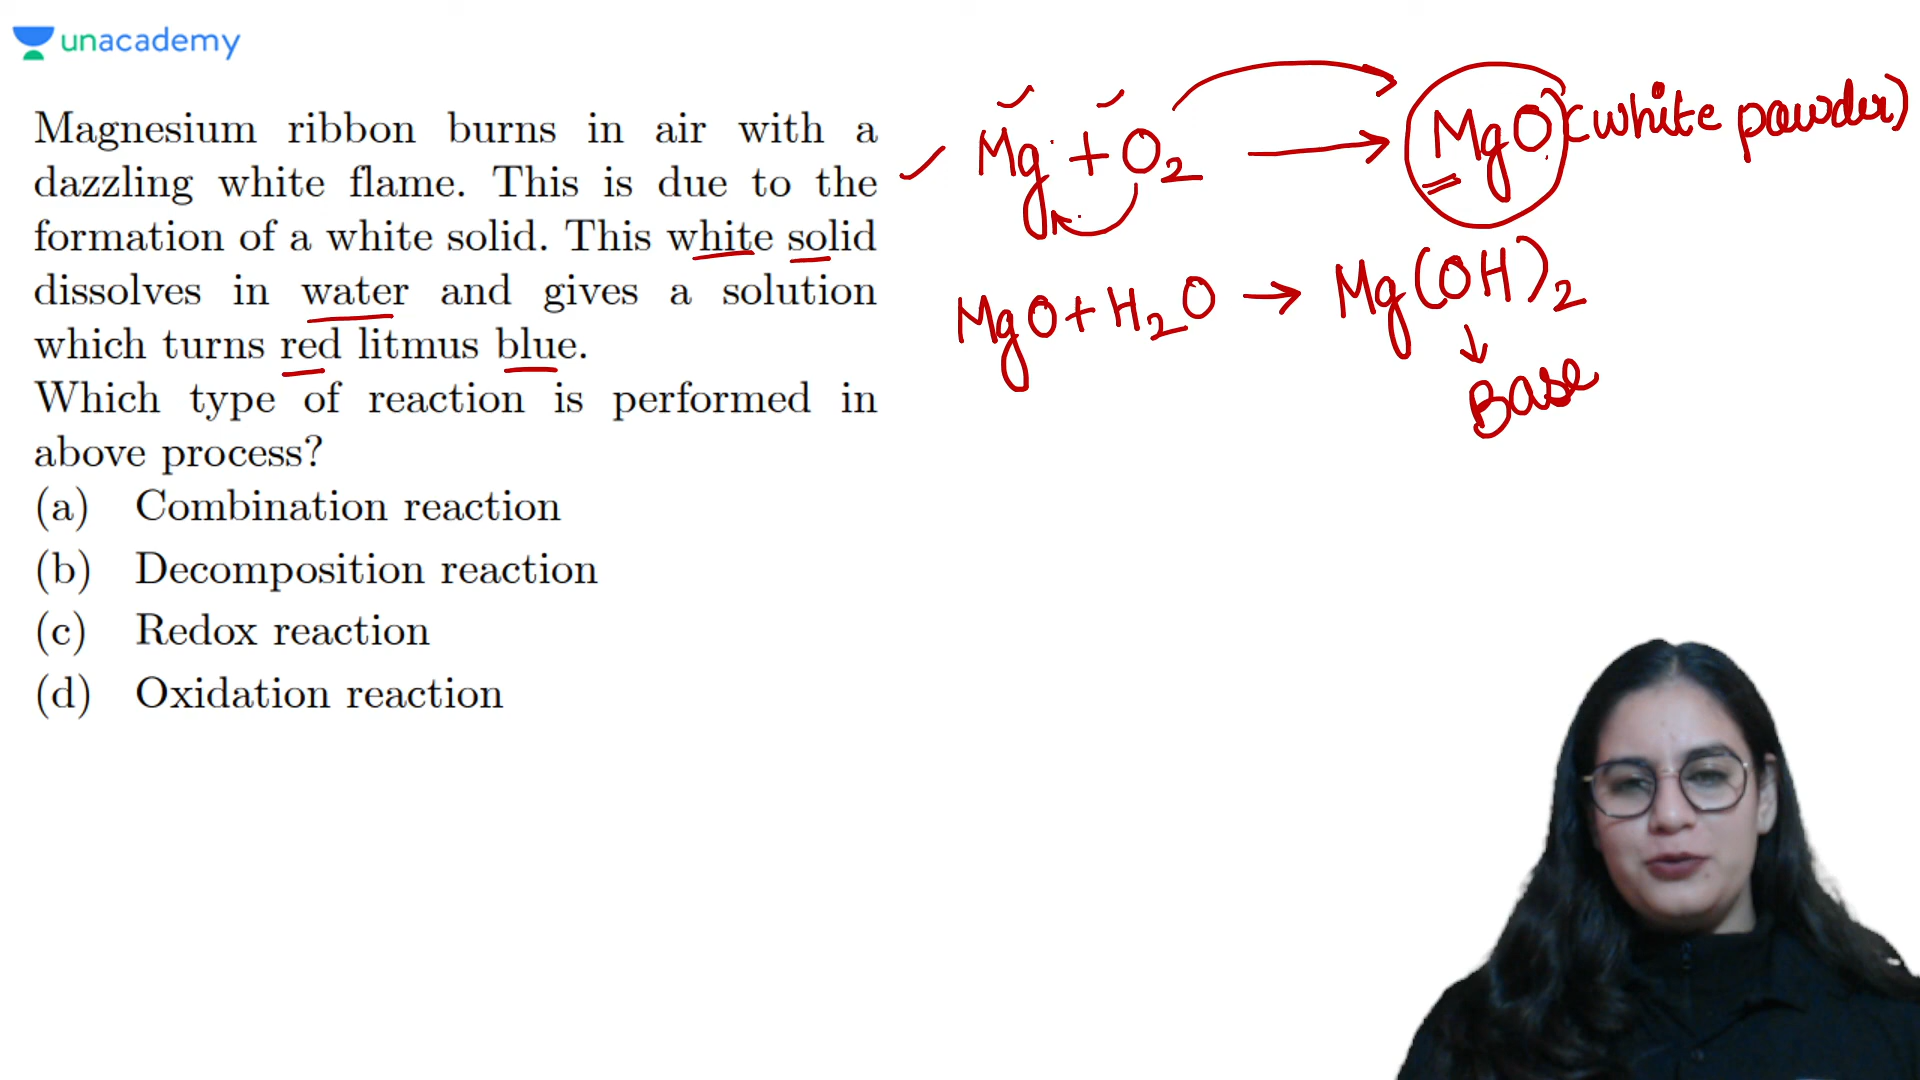 unacademy
Magnesium ribbon burns in air with a
dazzling white flame. This is due to the
formation of a white solid. This white solid
dissolves in water and gives a solution
which turns red litmus blue.
Which type of reaction is performed in
above process?
(a) Combination reaction
(b) Decomposition reaction
(c) Redox reaction
(d) Oxidation reaction
Mg + O₂ → MgO (white powder)
MgO + H₂O → Mg(OH)₂
↓
Base